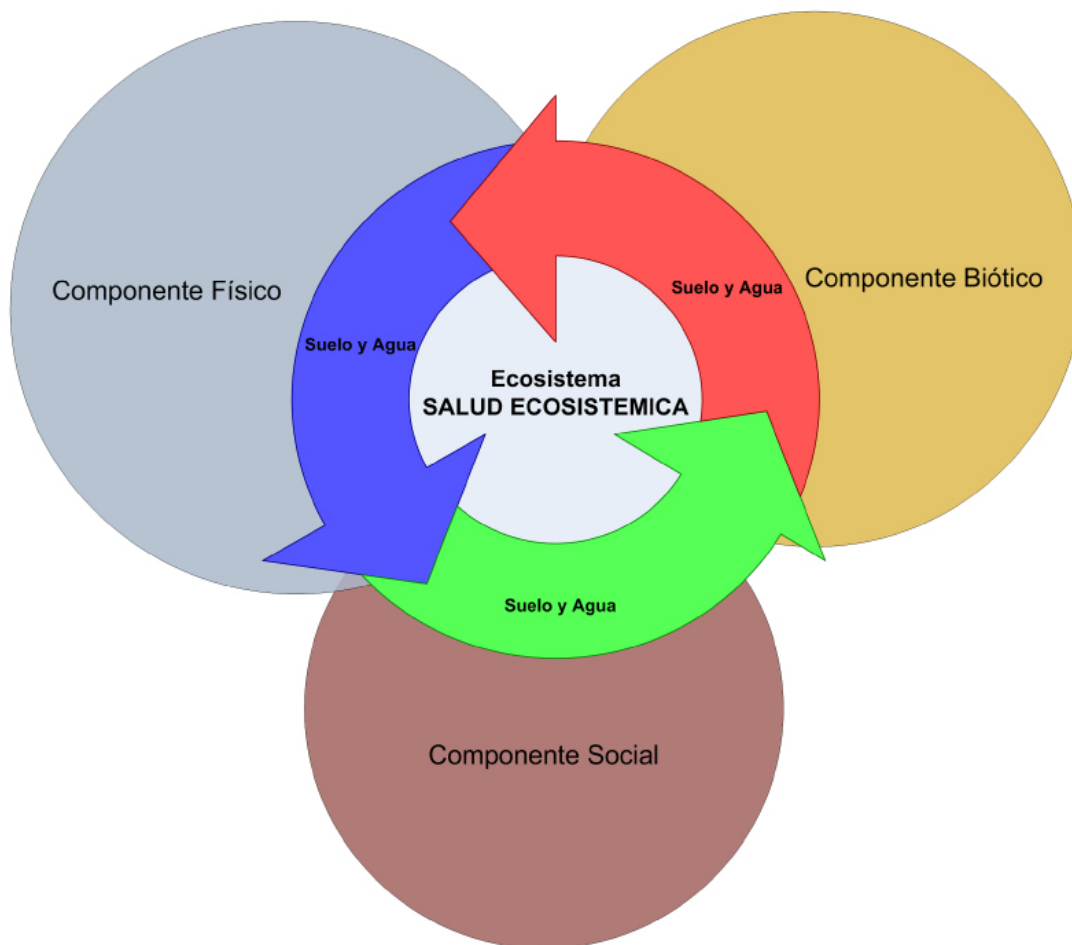 Componente Físico
Componente Biótico
Suelo y Agua
Suelo y Agua
Ecosistema
SALUD ECOSISTEMICA
Suelo y Agua
Componente Social